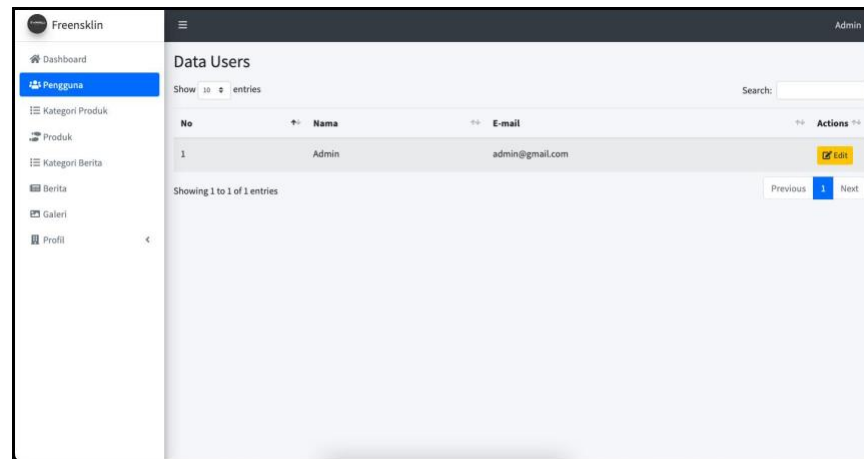 Freensklin
Admin
Dashboard
Pengguna
Kategori Produk
Produk
Kategori Berita
Berita
Galeri
Profil
Data Users
Show 10 entries
Search:
No Nama E-mail Actions
1 Admin admin@gmail.com Edit
Showing 1 to 1 of 1 entries
Previous 1 Next